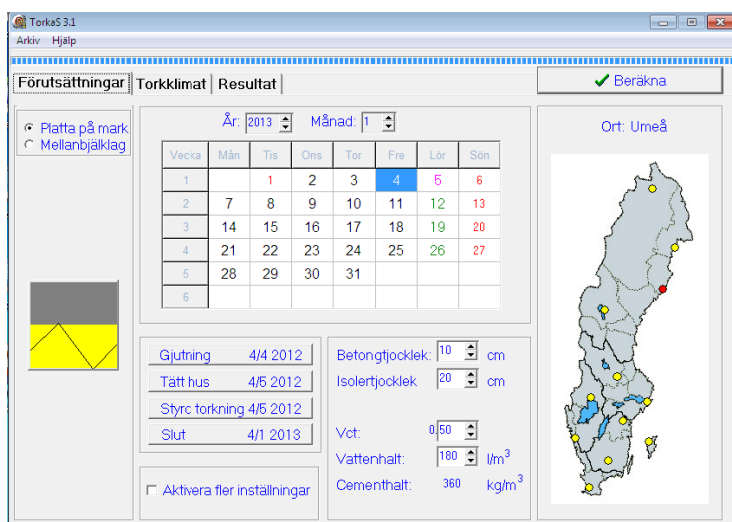 TorkaS 3.1
Arkiv Hjälp
Förutsättningar Torkklimat Resultat Beräkna
Platta på mark
Mellanbjälklag
År: 2013 Månad: 1
Vecka Mån Tis Ons Tor Fre Lör Sön
1 1 2 3 4 5 6
2 7 8 9 10 11 12 13
3 14 15 16 17 18 19 20
4 21 22 23 24 25 26 27
5 28 29 30 31
6
Ort: Umeå
Gjutning 4/4 2012
Tätt hus 4/5 2012
Styrc torkning 4/5 2012
Slut 4/1 2013
Aktivera fler inställningar
Betongtjocklek: 10 cm
Isolertjocklek 20 cm
Vct: 0,50
Vattenhalt: 180 l/m³
Cementhalt: 360 kg/m³